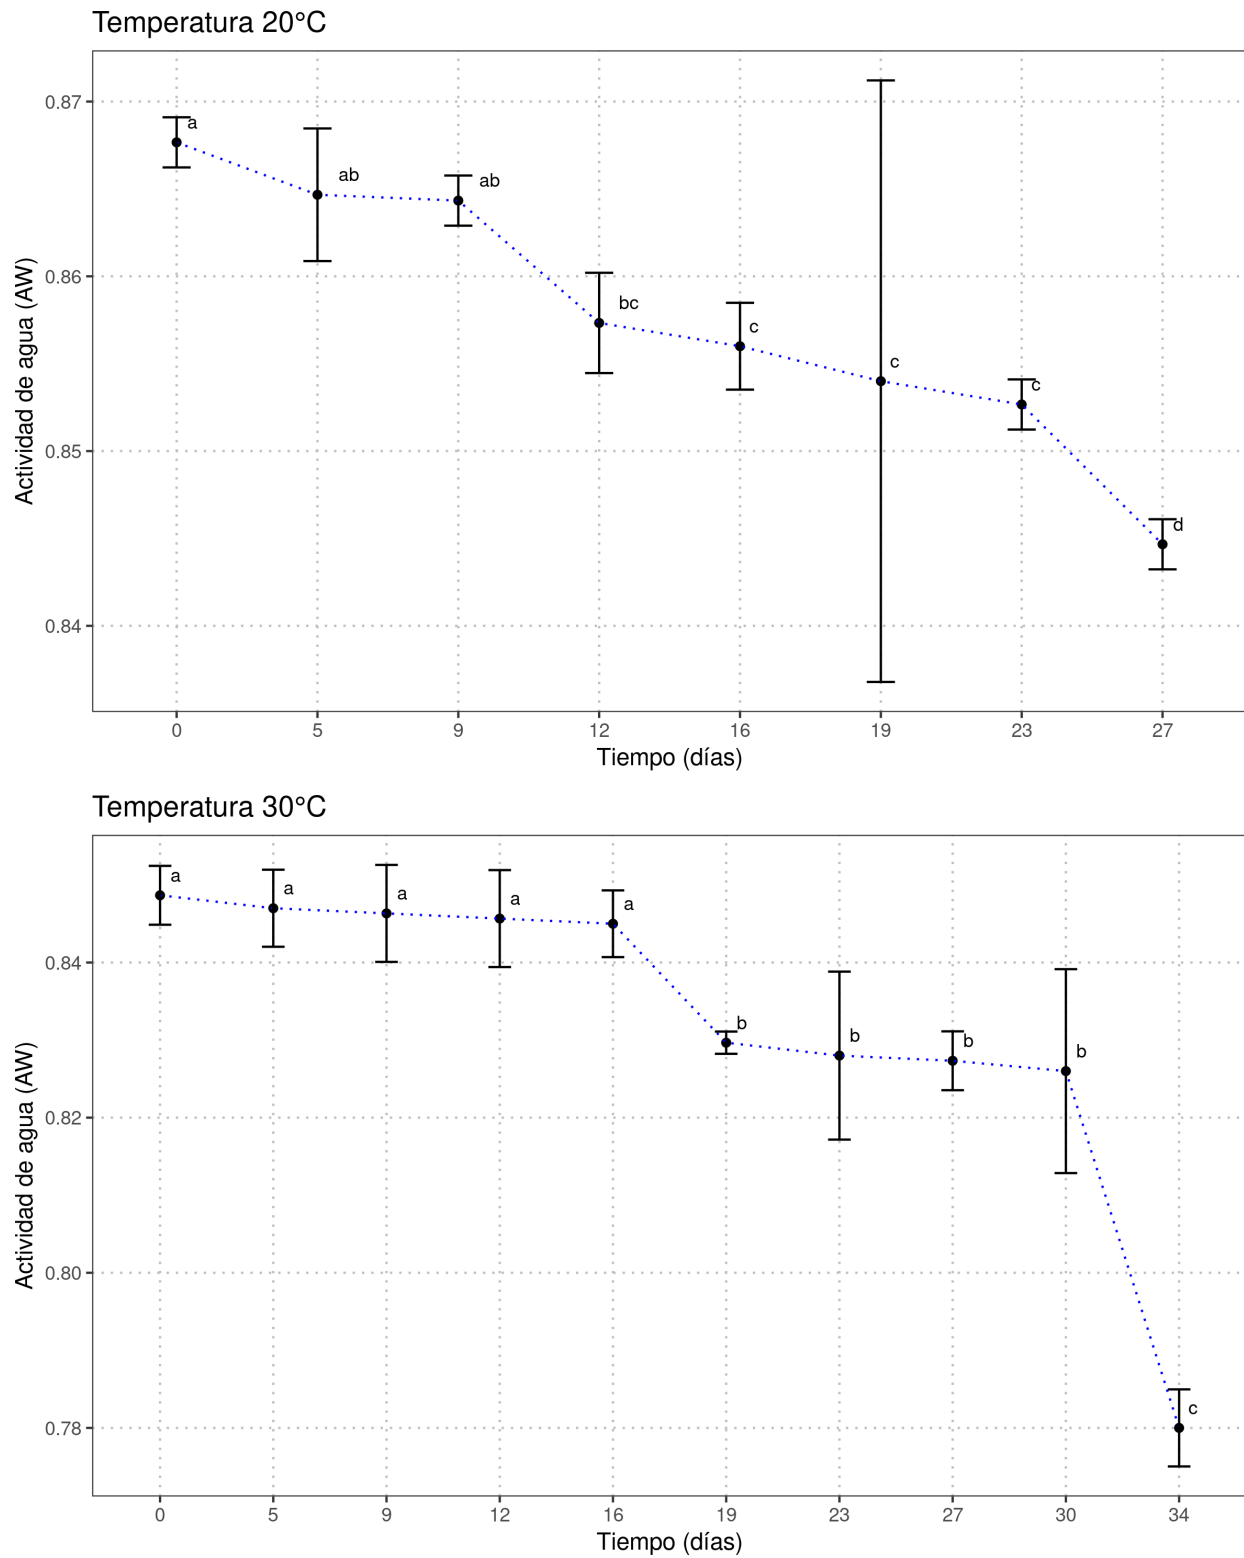 Temperatura 20°C
Actividad de agua (AW)
0.87
0.86
0.85
0.84
a
ab
ab
bc
c
c
c
d
0 5 9 12 16 19 23 27
Tiempo (días)
Temperatura 30°C
Actividad de agua (AW)
0.84
0.82
0.80
0.78
a
a
a
a
a
b
b
b
b
c
0 5 9 12 16 19 23 27 30 34
Tiempo (días)